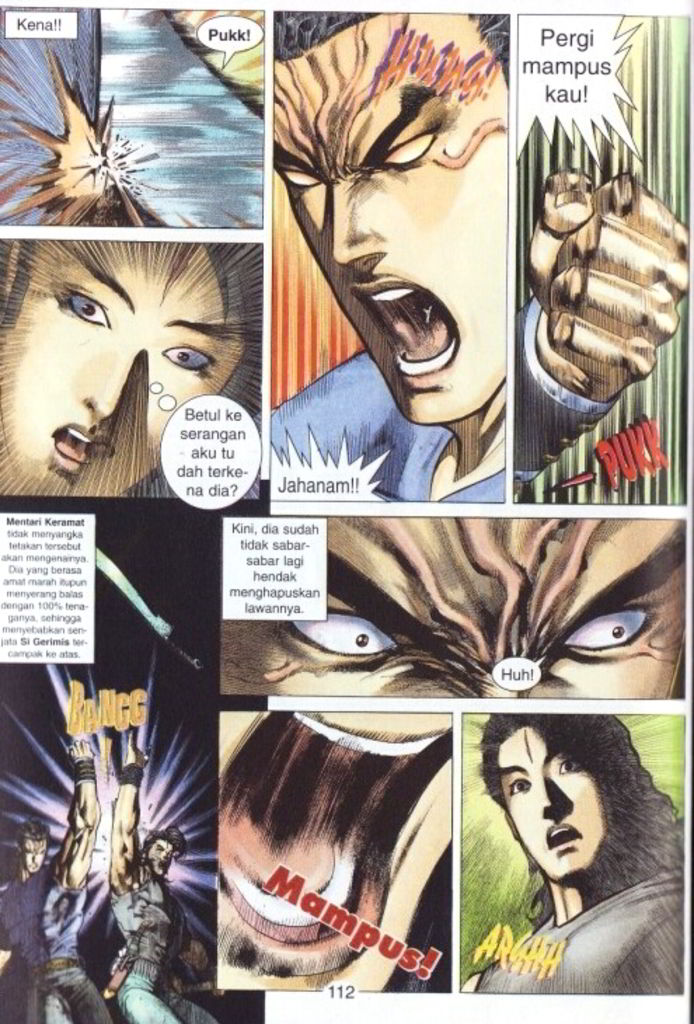 Kena!!
Pukk!
Pergi
mampus
kau!
Jahanam!!
PUKK
Betul ke
serangan
aku tu
dah terke-
na dia?
Mentari Keramat
tidak menyangka
tetakan tersebut
akan mengenainya.
Dia yang berasa
amat marah itupun
menyerang balas
dengan 100% tena-
ganya, sehingga
menyebabkan sen-
jata Si Gerimis ter-
campak ke atas.
Kini, dia sudah
tidak sabar-
sabar lagi
hendak
menghapuskan
lawannya.
Huh!
BANGG
!
Mampus!
ARGHH
112